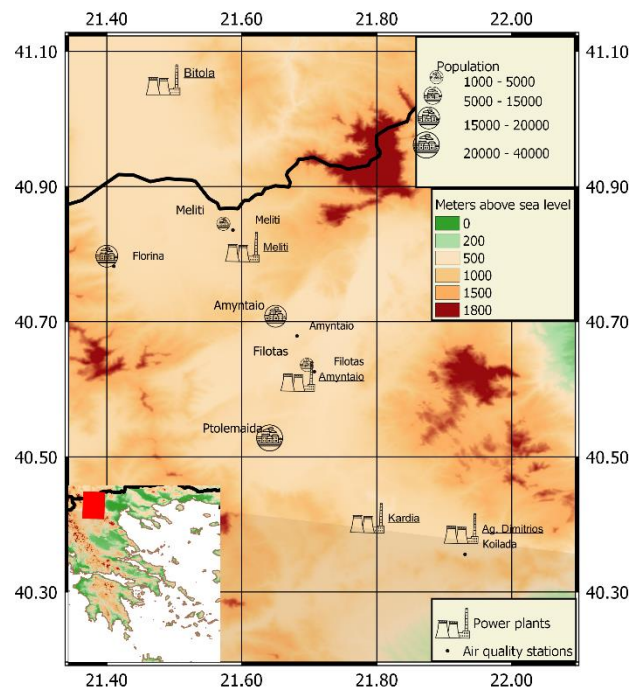 21.40 21.60 21.80 22.00
41.10 41.10
Bitola
Population
1000 - 5000
5000 - 15000
15000 - 20000
20000 - 40000
40.90 40.90
Meters above sea level
0
200
500
1000
1500
1800
Meliti Meliti
Meliti
Florina
Amyntaio
40.70 40.70
Amyntaio
Filotas Filotas
Amyntaio
Ptolemaida
40.50 40.50
Kardia
Ag. Dimitrios
Koilada
40.30 40.30
Power plants
Air quality stations
21.40 21.60 21.80 22.00